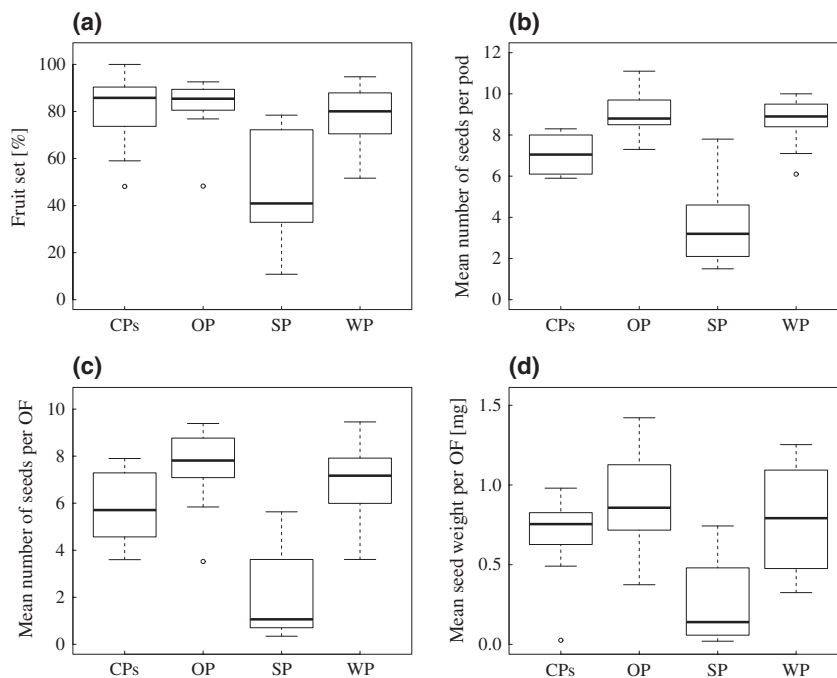 (a)
Fruit set [%]
100
80
60
40
20
0
CPs OP SP WP
(b)
Mean number of seeds per pod
12
10
8
6
4
2
0
CPs OP SP WP
(c)
Mean number of seeds per OF
10
8
6
4
2
0
CPs OP SP WP
(d)
Mean seed weight per OF [mg]
1.5
1.0
0.5
0.0
CPs OP SP WP